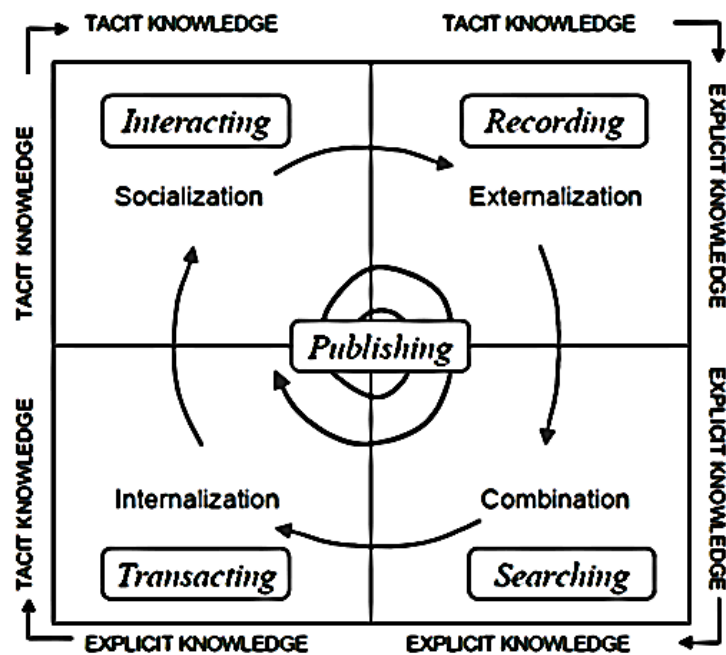 TACIT KNOWLEDGE
TACIT KNOWLEDGE
Interacting
Recording
Socialization
Externalization
TACIT KNOWLEDGE
EXPLICIT KNOWLEDGE
Publishing
TACIT KNOWLEDGE
EXPLICIT KNOWLEDGE
Internalization
Combination
Transacting
Searching
EXPLICIT KNOWLEDGE
EXPLICIT KNOWLEDGE